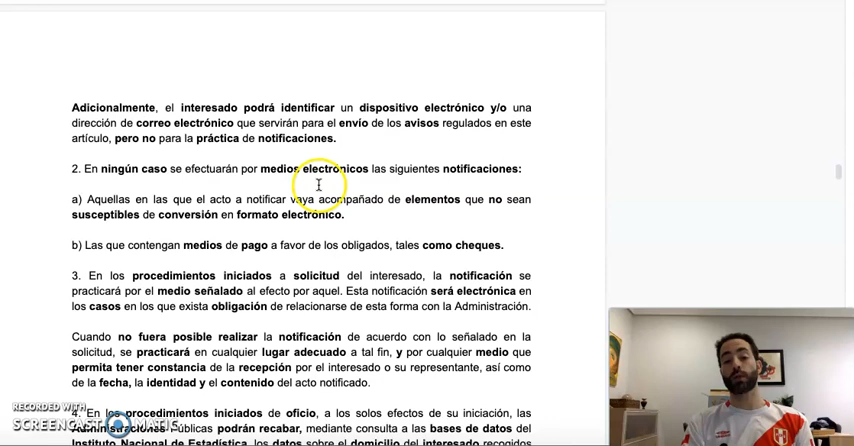 Adicionalmente, el interesado podrá identificar un dispositivo electrónico y/o una
dirección de correo electrónico que servirán para el envío de los avisos regulados en este
artículo, pero no para la práctica de notificaciones.
2. En ningún caso se efectuarán por medios electrónicos las siguientes notificaciones:
a) Aquellas en las que el acto a notificar vaya acompañado de elementos que no sean
susceptibles de conversión en formato electrónico.
b) Las que contengan medios de pago a favor de los obligados, tales como cheques.
3. En los procedimientos iniciados a solicitud del interesado, la notificación se
practicará por el medio señalado al efecto por aquel. Esta notificación será electrónica en
los casos en los que exista obligación de relacionarse de esta forma con la Administración.
Cuando no fuera posible realizar la notificación de acuerdo con lo señalado en la
solicitud, se practicará en cualquier lugar adecuado a tal fin, y por cualquier medio que
permita tener constancia de la recepción por el interesado o su representante, así como
de la fecha, la identidad y el contenido del acto notificado.
4. En los procedimientos iniciados de oficio, a los solos efectos de su iniciación, las
Administraciones Públicas podrán recabar, mediante consulta a las bases de datos del
Instituto Nacional de Estadística, los datos sobre el domicilio del interesado recogidos
RECORDED WITH
SCREENCAST MATIC